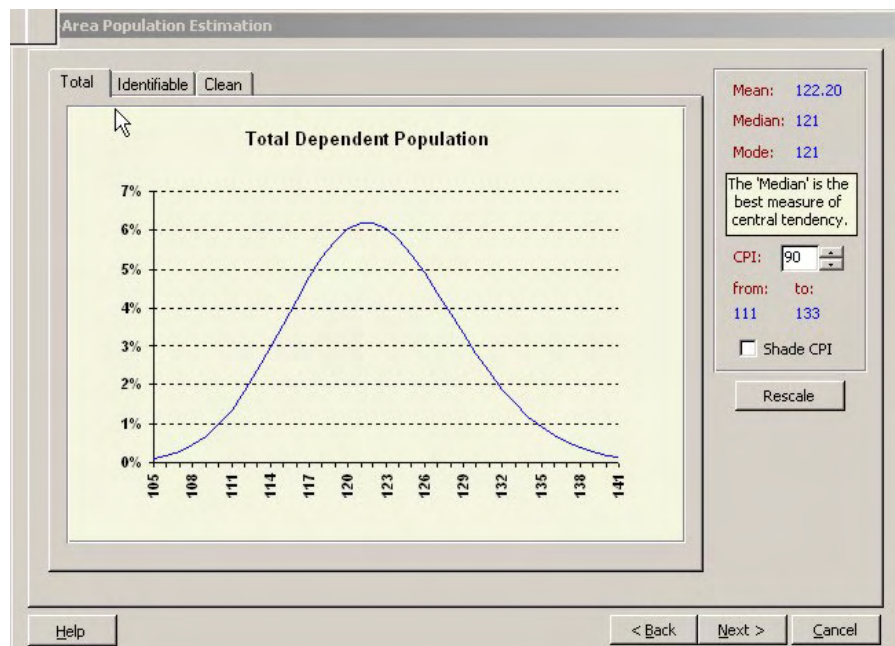 Area Population Estimation
Total Identifiable Clean
Total Dependent Population
7%
6%
5%
4%
3%
2%
1%
0%
105 108 111 114 117 120 123 126 129 132 135 138 141
Mean: 122.20
Median: 121
Mode: 121
The 'Median' is the
best measure of
central tendency.
CPI: 90
from: to:
111 133
Shade CPI
Rescale
Help
< Back Next > Cancel